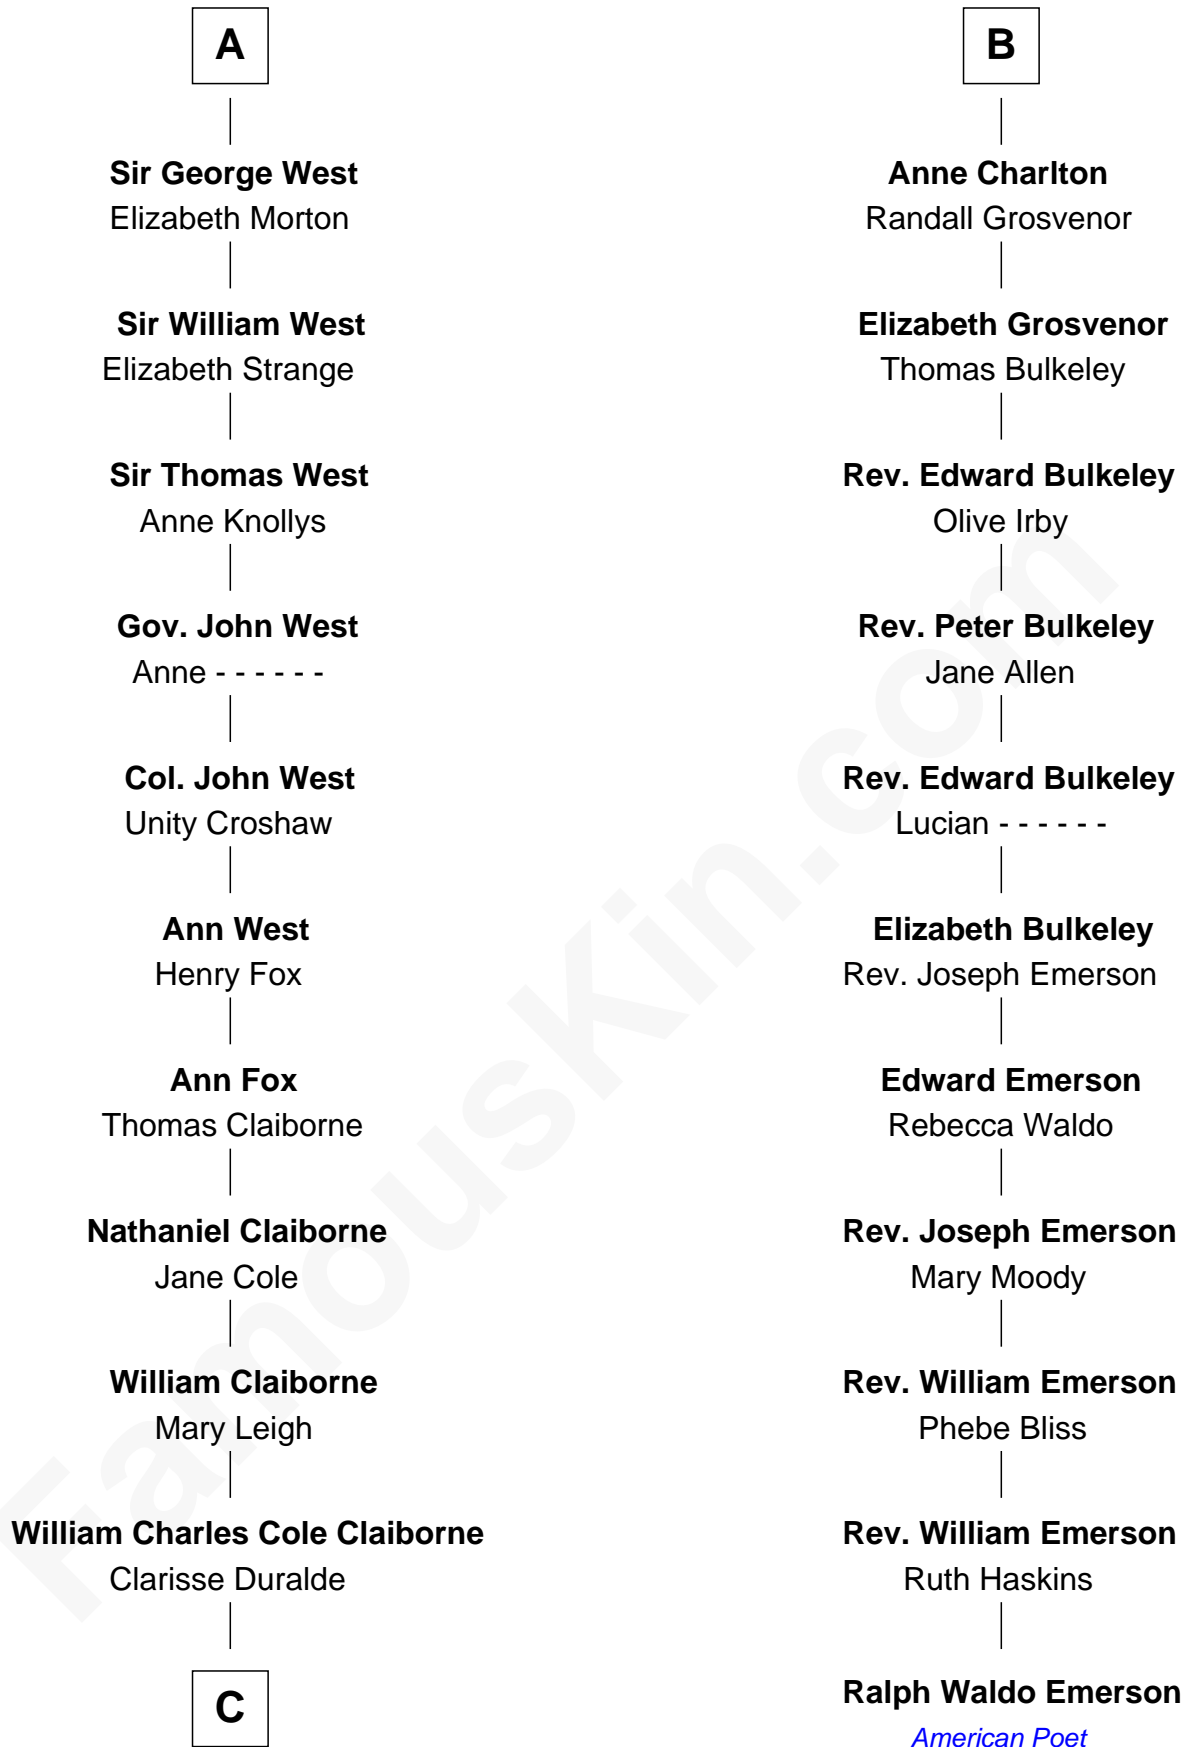 A
Sir George West
Elizabeth Morton
Sir William West
Elizabeth Strange
Sir Thomas West
Anne Knollys
Gov. John West
Anne - - - - - -
Col. John West
Unity Croshaw
Ann West
Henry Fox
Ann Fox
Thomas Claiborne
Nathaniel Claiborne
Jane Cole
William Claiborne
Mary Leigh
William Charles Cole Claiborne
Clarisse Duralde
C
B
Anne Charlton
Randall Grosvenor
Elizabeth Grosvenor
Thomas Bulkeley
Rev. Edward Bulkeley
Olive Irby
Rev. Peter Bulkeley
Jane Allen
Rev. Edward Bulkeley
Lucian - - - - - -
Elizabeth Bulkeley
Rev. Joseph Emerson
Edward Emerson
Rebecca Waldo
Rev. Joseph Emerson
Mary Moody
Rev. William Emerson
Phebe Bliss
Rev. William Emerson
Ruth Haskins
Ralph Waldo Emerson
American Poet
FamousKin.com